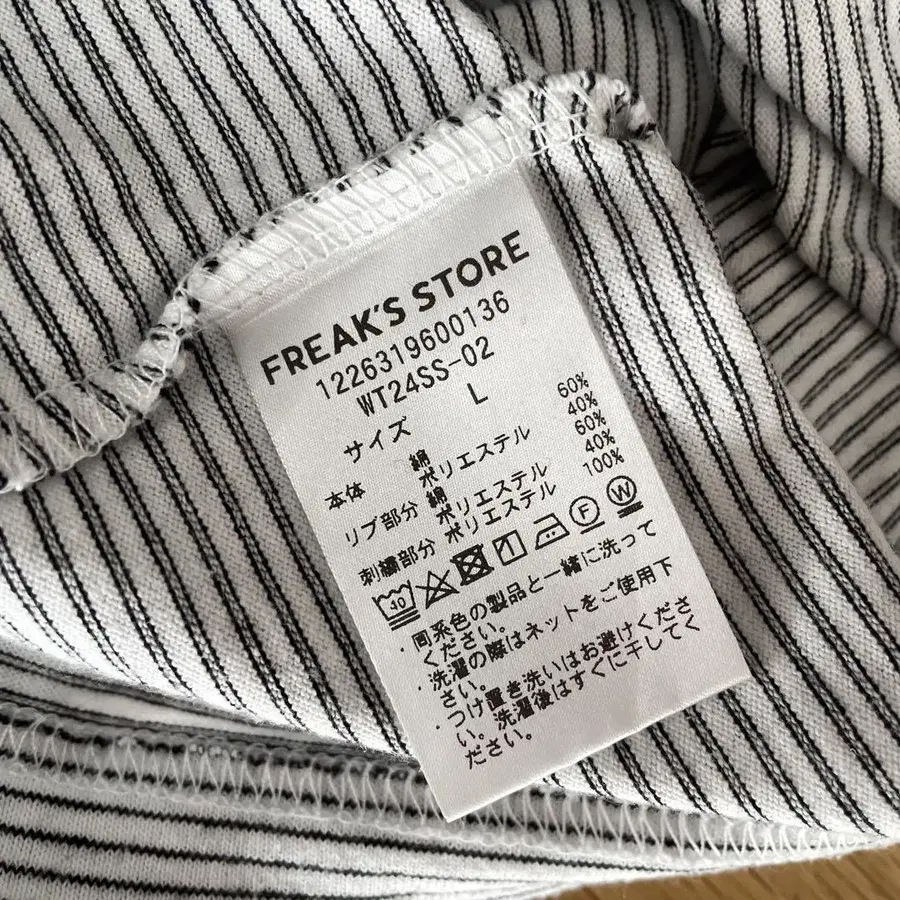 FREAK'S STORE
1226319600136
WT24SS-02
サイズ L
本体 綿 60%
ポリエステル 40%
リブ部分 綿 60%
ポリエステル 40%
刺繍部分 ポリエステル 100%
40 F W
・同系色の製品と一緒に洗って
ください。
・洗濯の際はネットをご使用下
さい。
・つけ置き洗いはお避けくださ
い。洗濯後はすぐに干してく
ださい。